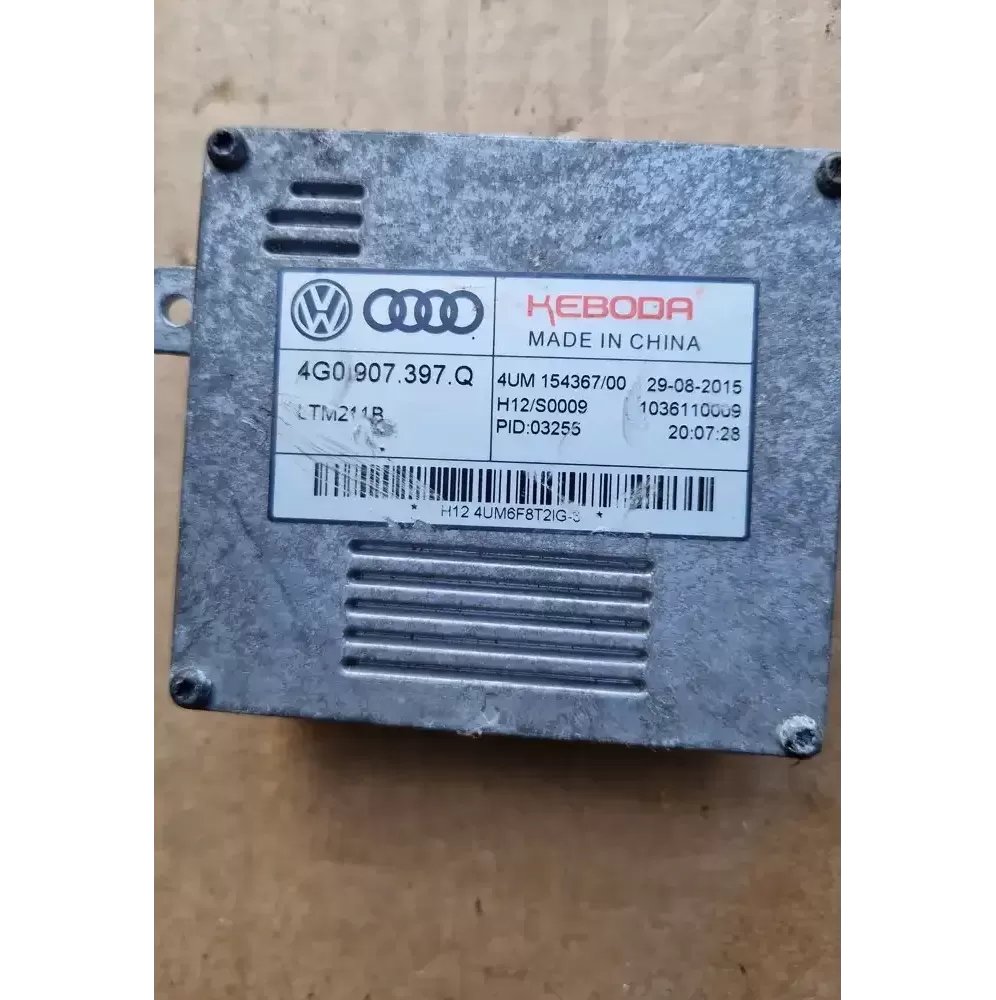 VW
KEBODA
MADE IN CHINA
4G0 907.397.Q
LTM211B
4UM 154367/00 29-08-2015
H12/S0009 1036110009
PID:03255 20:07:28
* H12 4UM6F8T2IG-3 *